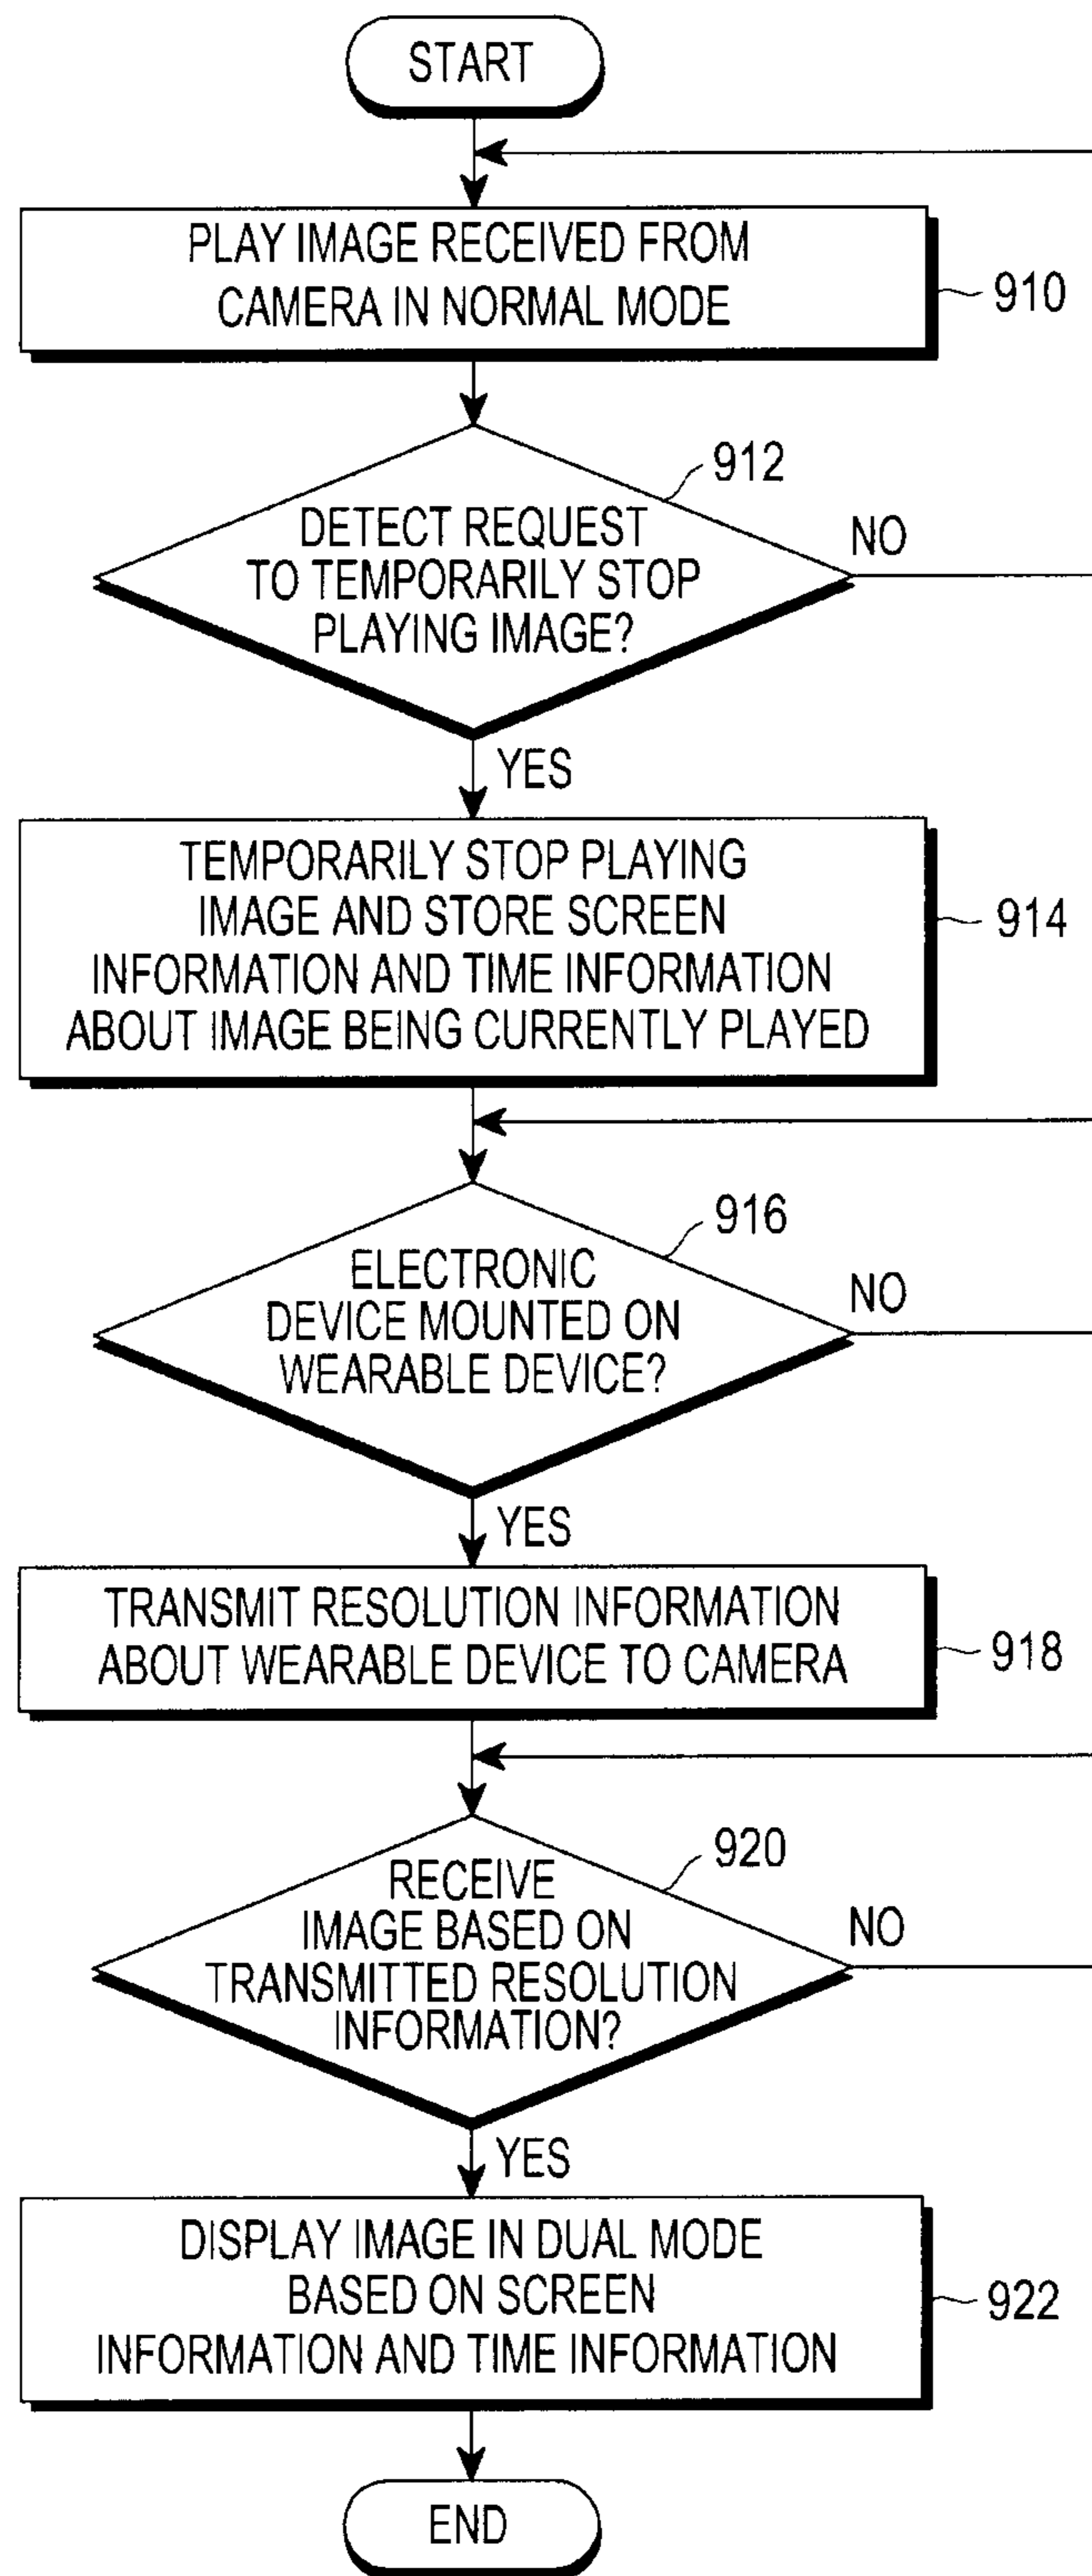 START
PLAY IMAGE RECEIVED FROM
CAMERA IN NORMAL MODE
910
912
DETECT REQUEST
TO TEMPORARILY STOP
PLAYING IMAGE?
NO
YES
TEMPORARILY STOP PLAYING
IMAGE AND STORE SCREEN
INFORMATION AND TIME INFORMATION
ABOUT IMAGE BEING CURRENTLY PLAYED
914
916
ELECTRONIC
DEVICE MOUNTED ON
WEARABLE DEVICE?
NO
YES
TRANSMIT RESOLUTION INFORMATION
ABOUT WEARABLE DEVICE TO CAMERA
918
920
RECEIVE
IMAGE BASED ON
TRANSMITTED RESOLUTION
INFORMATION?
NO
YES
DISPLAY IMAGE IN DUAL MODE
BASED ON SCREEN
INFORMATION AND TIME INFORMATION
922
END